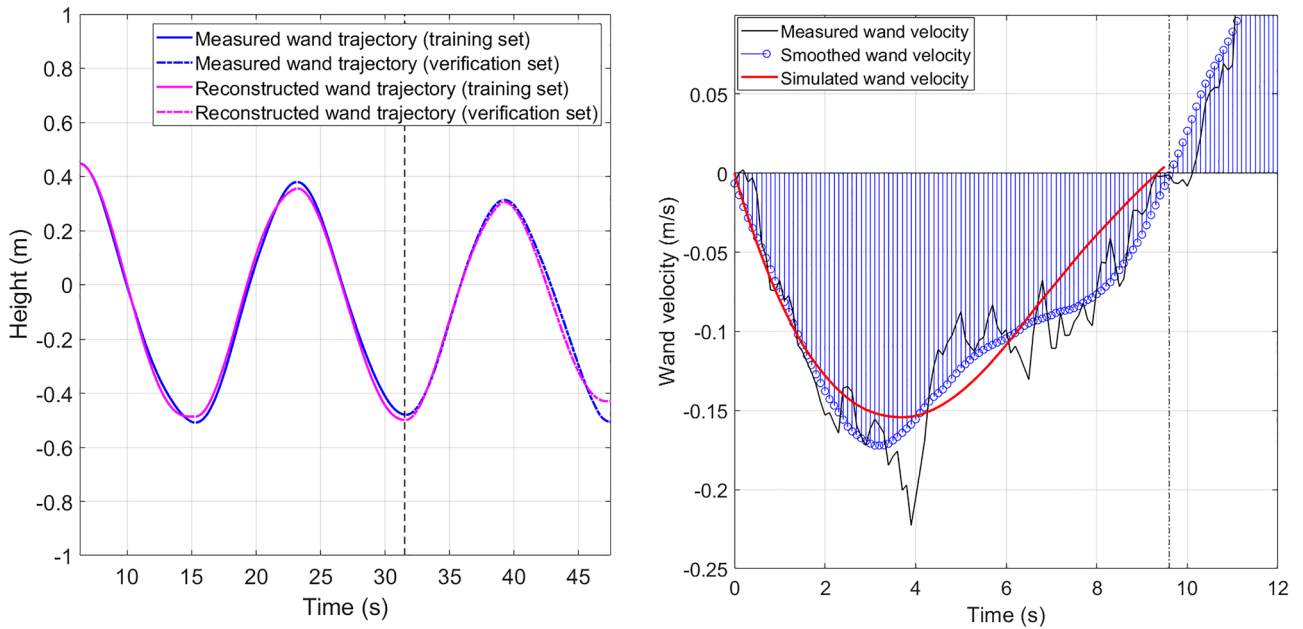 1
0.8
0.6
0.4
0.2
0
-0.2
-0.4
-0.6
-0.8
-1
Height (m)
Measured wand trajectory (training set)
Measured wand trajectory (verification set)
Reconstructed wand trajectory (training set)
Reconstructed wand trajectory (verification set)
10 15 20 25 30 35 40 45
Time (s)
Measured wand velocity
Smoothed wand velocity
Simulated wand velocity
0.05
0
-0.05
-0.1
-0.15
-0.2
-0.25
Wand velocity (m/s)
0 2 4 6 8 10 12
Time (s)